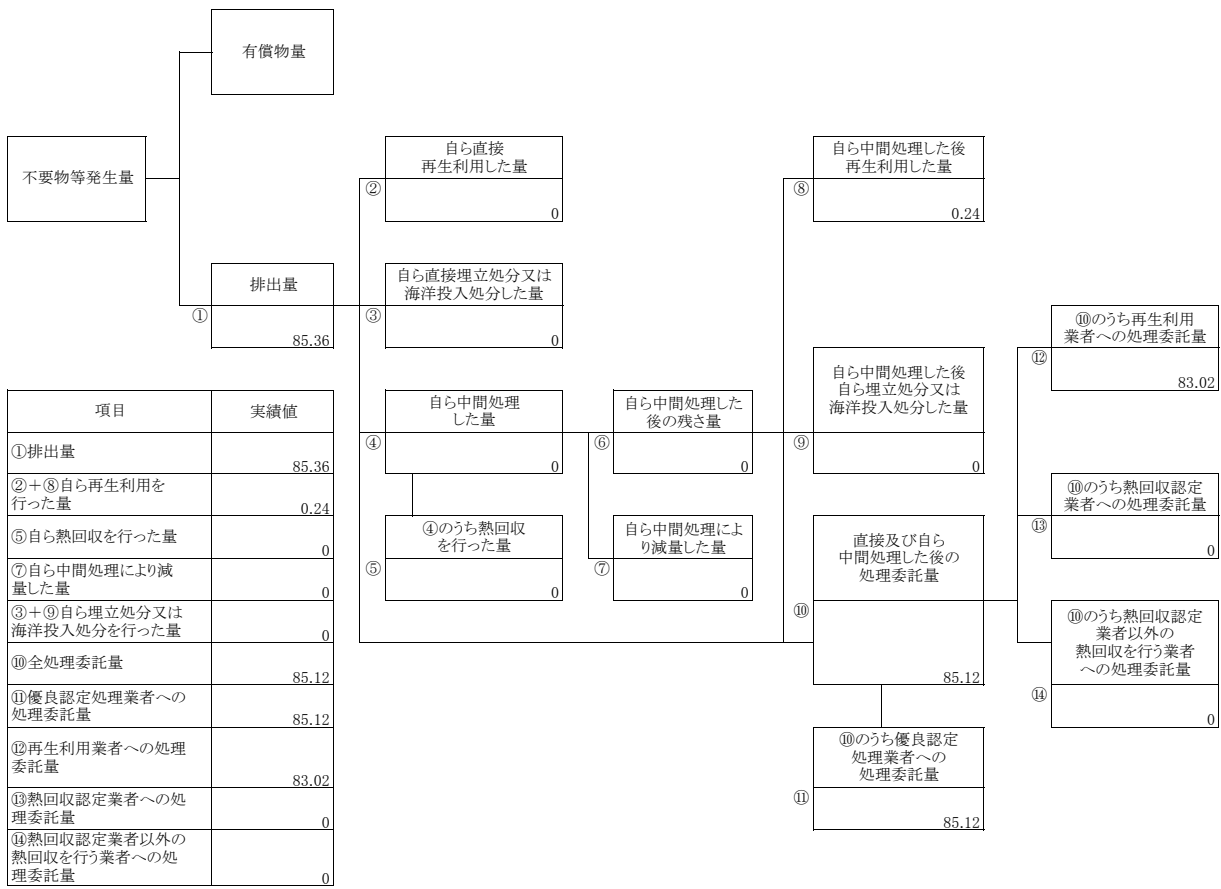 有償物量
不要物等発生量
自ら直接
再生利用した量
②
0
自ら中間処理した後
再生利用した量
⑧
0.24
排出量
①
85.36
自ら直接埋立処分又は
海洋投入処分した量
③
0
⑩のうち再生利用
業者への処理委託量
⑫
83.02
自ら中間処理
した量
④
0
自ら中間処理した
後の残さ量
⑥
0
自ら中間処理した後
自ら埋立処分又は
海洋投入処分した量
⑨
0
⑩のうち熱回収認定
業者への処理委託量
⑬
0
④のうち熱回収
を行った量
⑤
0
自ら中間処理によ
り減量した量
⑦
0
直接及び自ら
中間処理した後の
処理委託量
⑩
85.12
⑩のうち熱回収認定
業者以外の
熱回収を行う業者
への処理委託量
⑭
0
⑩のうち優良認定
処理業者への
処理委託量
⑪
85.12
項目 実績値
①排出量
85.36
②+⑧自ら再生利用を
行った量 0.24
⑤自ら熱回収を行った量
0
⑦自ら中間処理により減
量した量 0
③+⑨自ら埋立処分又は
海洋投入処分を行った量 0
⑩全処理委託量
85.12
⑪優良認定処理業者への
処理委託量 85.12
⑫再生利用業者への処理
委託量
83.02
⑬熱回収認定業者への処
理委託量 0
⑭熱回収認定業者以外の
熱回収を行う業者への処
理委託量 0